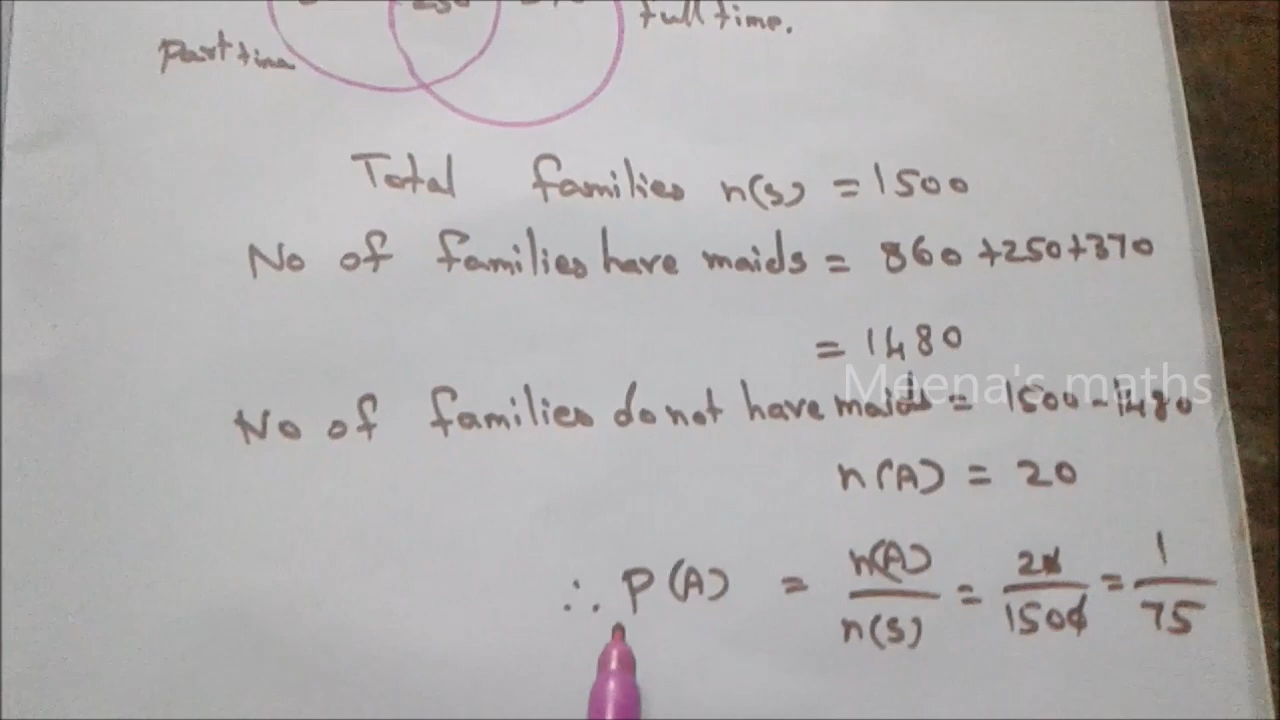 250
full time.
Part time
Total families n(S) = 1500
No of families have maids = 860 + 250 + 370
= 1480
Meena's maths
No of families do not have maids = 1500 - 1480
n(A) = 20
∴ P(A) = n(A)/n(S) = 20/1500 = 1/75